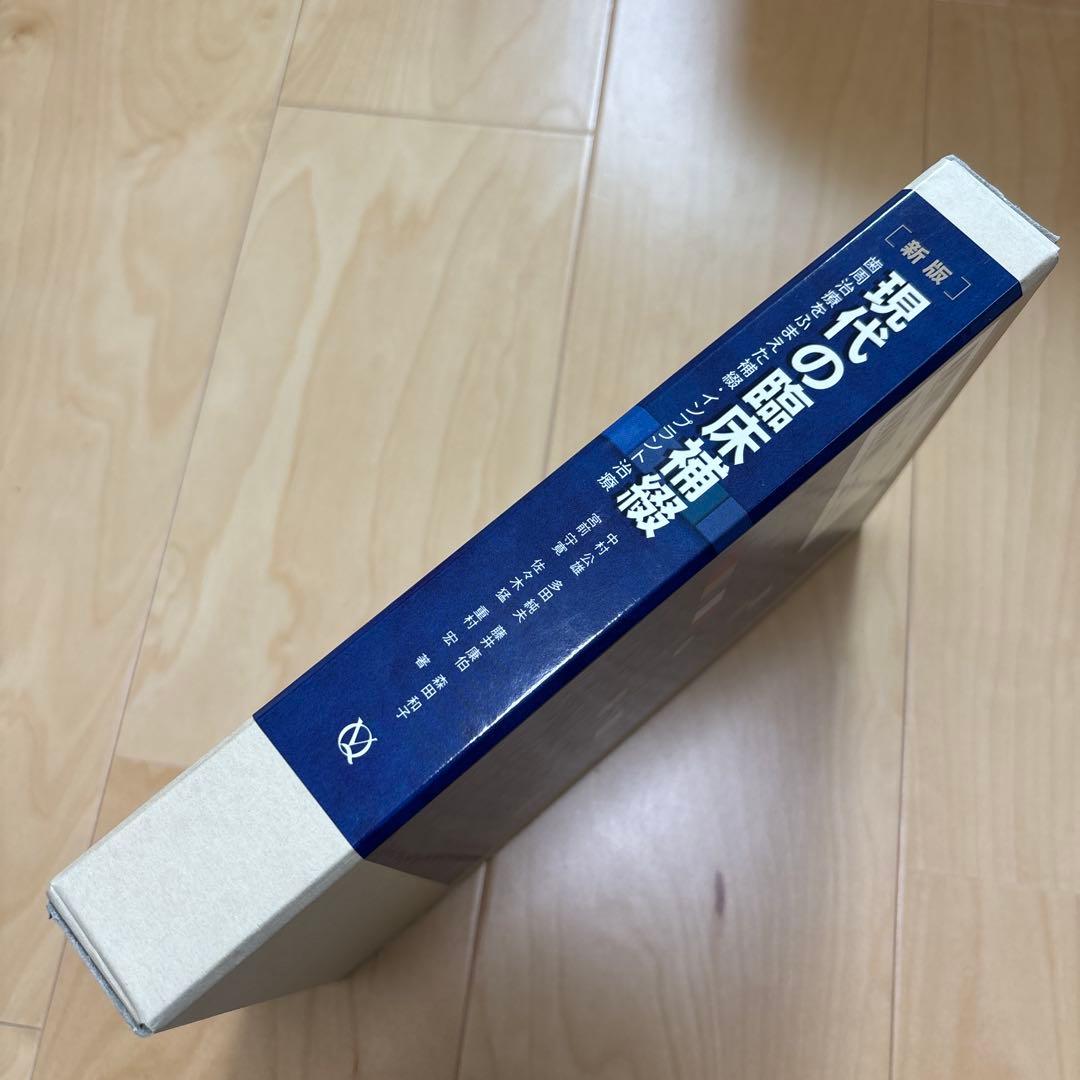 [新版]
現代の臨床補綴
歯周治療をふまえた補綴・インプラント治療
中村公雄 多田純夫 藤井康伯 森田和子
宮前守寛 佐々木猛 重村宏 著